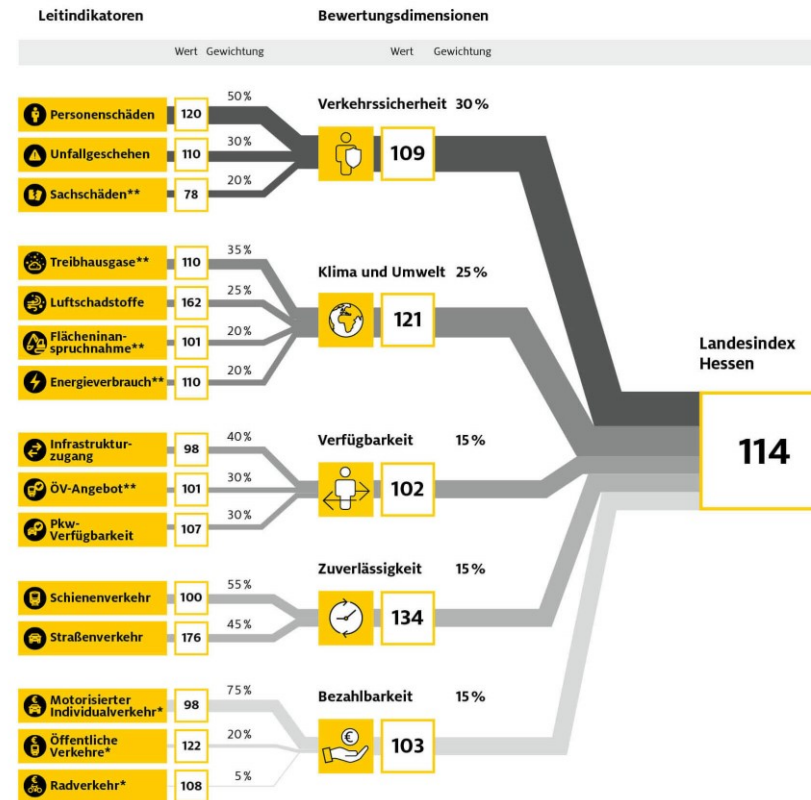 Leitindikatoren
Bewertungsdimensionen
Wert Gewichtung
Wert Gewichtung
Personenschäden 120 50 %
Unfallgeschehen 110 30 %
Sachschäden** 78 20 %
Verkehrssicherheit 30 %
109
Treibhausgase** 110 35 %
Luftschadstoffe 162 25 %
Flächeninan-
spruchnahme** 101 20 %
Energieverbrauch** 110 20 %
Klima und Umwelt 25 %
121
Infrastruktur-
zugang 98 40 %
ÖV-Angebot** 101 30 %
Pkw-
Verfügbarkeit 107 30 %
Verfügbarkeit 15 %
102
Schienenverkehr 100 55 %
Straßenverkehr 176 45 %
Zuverlässigkeit 15 %
134
Motorisierter
Individualverkehr* 98 75 %
Öffentliche
Verkehre* 122 20 %
Radverkehr* 108 5 %
Bezahlbarkeit 15 %
€
103
Landesindex
Hessen
114